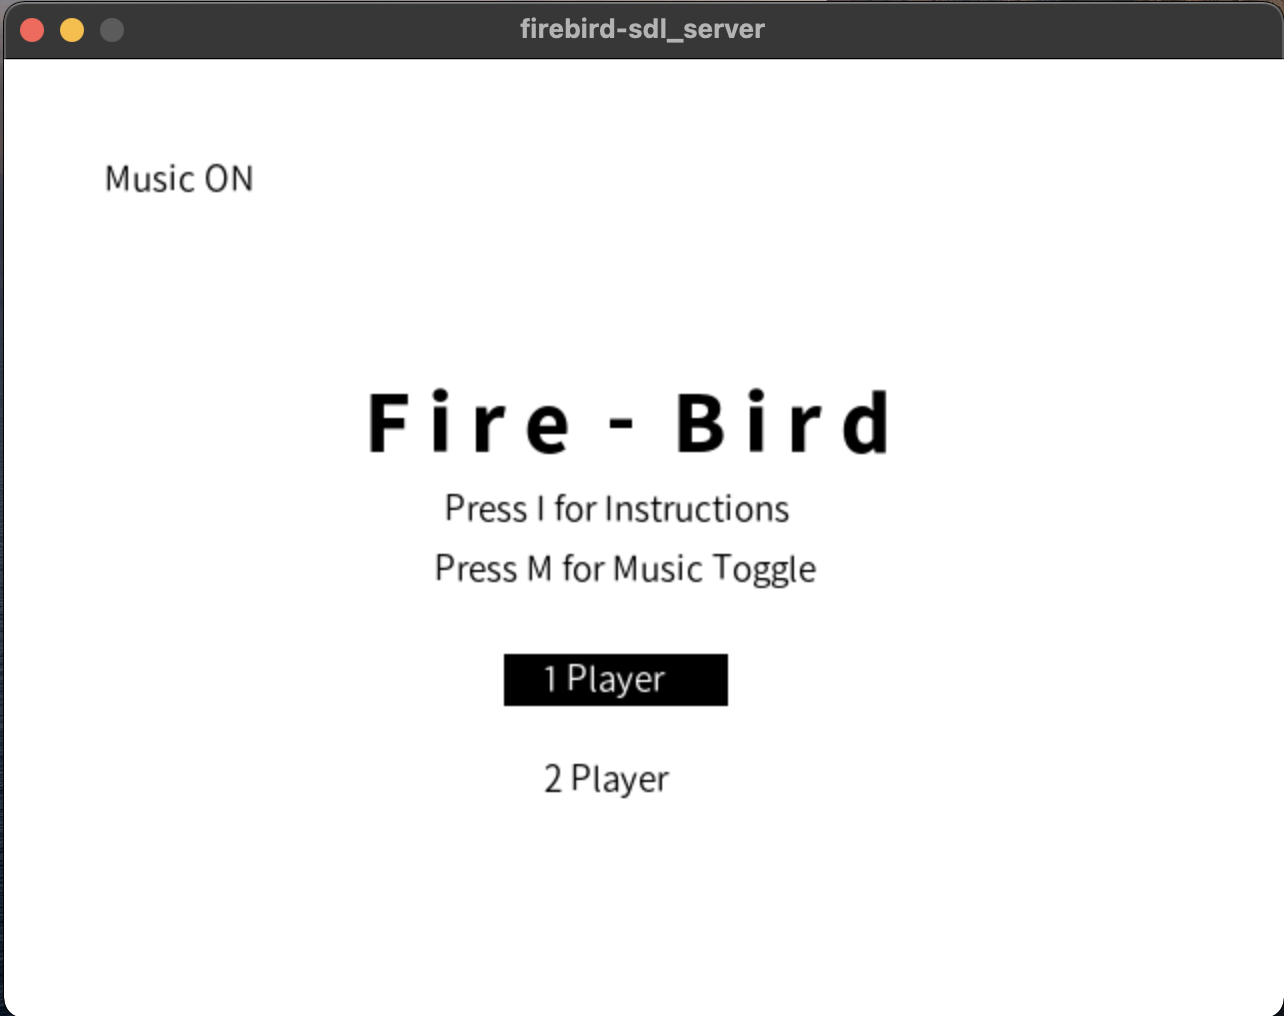 firebird-sdl_server
Music ON
Fire - Bird
Press I for Instructions
Press M for Music Toggle
1 Player
2 Player